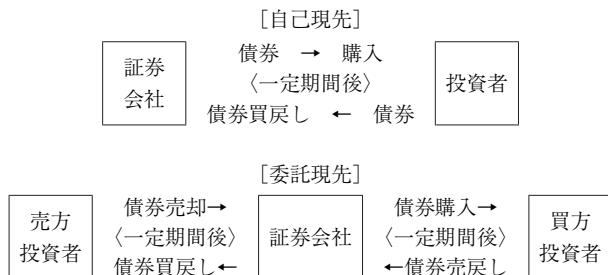 ［自己現先］
証券
会社
債券 → 購入
〈一定期間後〉
債券買戻し ← 債券
投資者
［委託現先］
売方
投資者
債券売却→
〈一定期間後〉
債券買戻し←
証券会社
債券購入→
〈一定期間後〉
←債券売戻し
買方
投資者